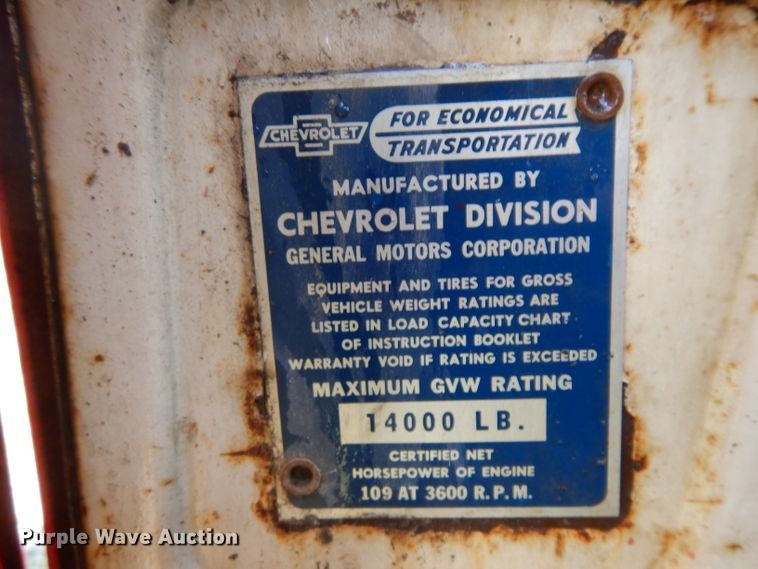 CHEVROLET
FOR ECONOMICAL
TRANSPORTATION
MANUFACTURED BY
CHEVROLET DIVISION
GENERAL MOTORS CORPORATION
EQUIPMENT AND TIRES FOR GROSS
VEHICLE WEIGHT RATINGS ARE
LISTED IN LOAD CAPACITY CHART
OF INSTRUCTION BOOKLET
WARRANTY VOID IF RATING IS EXCEEDED
MAXIMUM GVW RATING
14000 LB.
CERTIFIED NET
HORSEPOWER OF ENGINE
109 AT 3600 R.P.M.
Purple Wave Auction